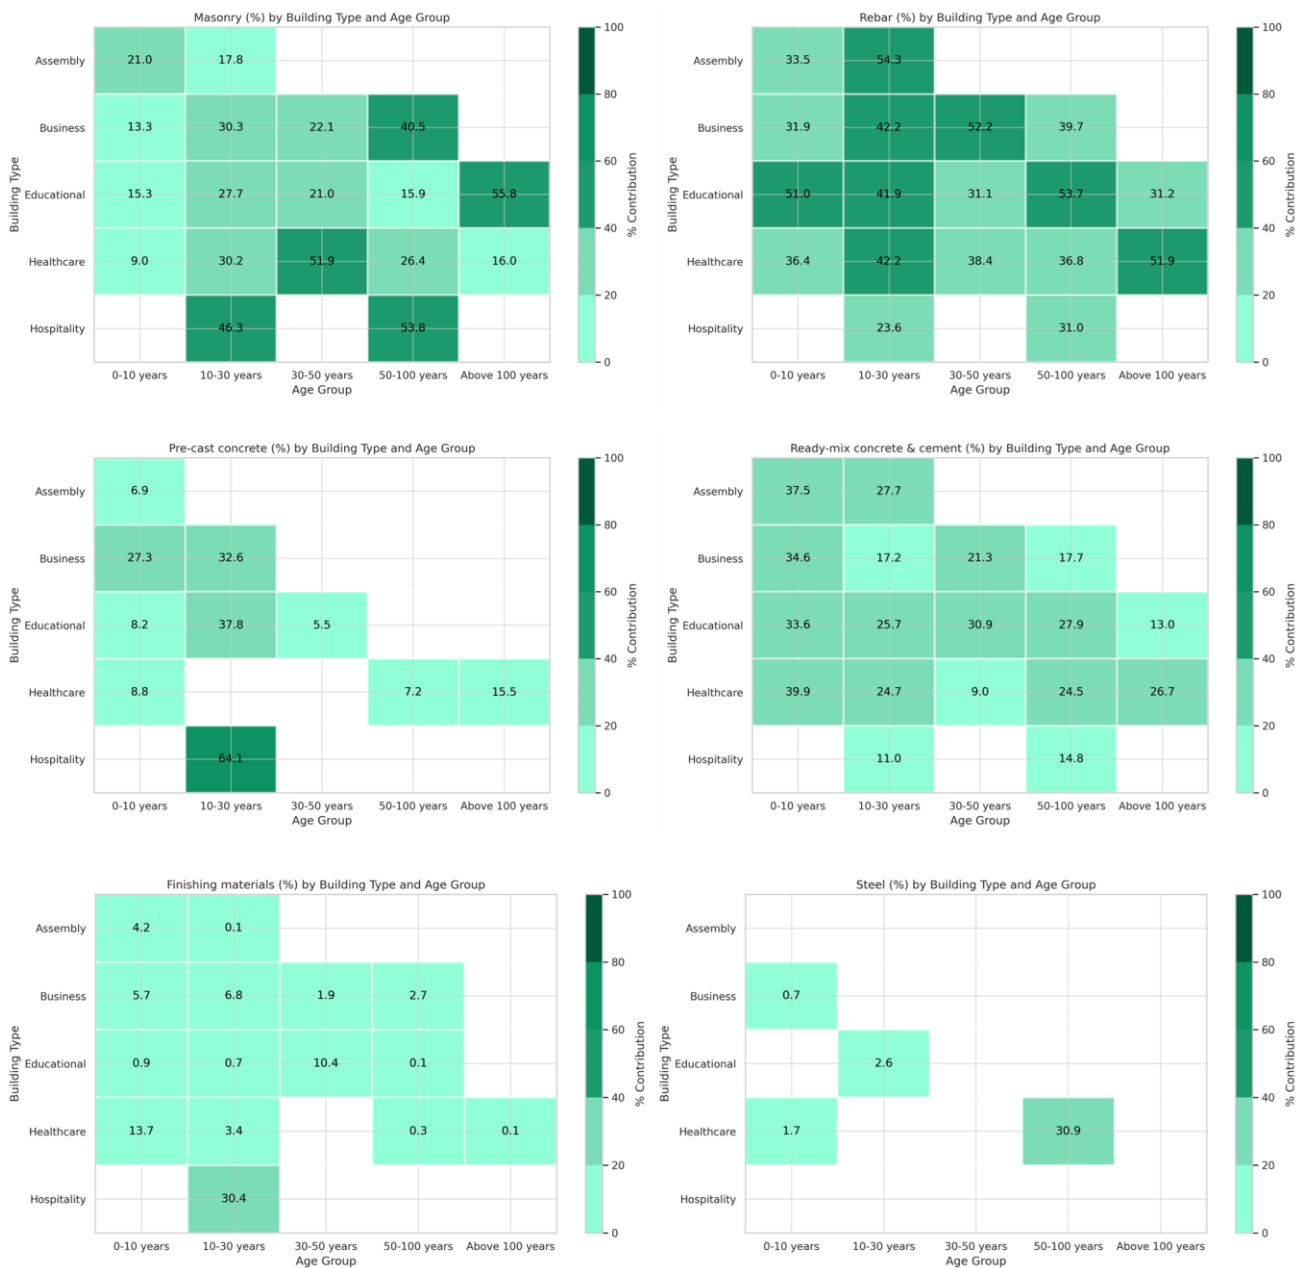 Masonry (%) by Building Type and Age Group
Building Type
Assembly 21.0 17.8
Business 13.3 30.3 22.1 40.5
Educational 15.3 27.7 21.0 15.9 55.8
Healthcare 9.0 30.2 51.9 26.4 16.0
Hospitality 46.3 53.8
0-10 years 10-30 years 30-50 years 50-100 years Above 100 years
Age Group
100
80
60
40
20
0
% Contribution
Rebar (%) by Building Type and Age Group
Building Type
Assembly 33.5 54.3
Business 31.9 42.2 52.2 39.7
Educational 51.0 41.9 31.1 53.7 31.2
Healthcare 36.4 42.2 38.4 36.8 51.9
Hospitality 23.6 31.0
0-10 years 10-30 years 30-50 years 50-100 years Above 100 years
Age Group
100
80
60
40
20
0
% Contribution
Pre-cast concrete (%) by Building Type and Age Group
Building Type
Assembly 6.9
Business 27.3 32.6
Educational 8.2 37.8 5.5
Healthcare 8.8 7.2 15.5
Hospitality 64.1
0-10 years 10-30 years 30-50 years 50-100 years Above 100 years
Age Group
100
80
60
40
20
0
% Contribution
Ready-mix concrete & cement (%) by Building Type and Age Group
Building Type
Assembly 37.5 27.7
Business 34.6 17.2 21.3 17.7
Educational 33.6 25.7 30.9 27.9 13.0
Healthcare 39.9 24.7 9.0 24.5 26.7
Hospitality 11.0 14.8
0-10 years 10-30 years 30-50 years 50-100 years Above 100 years
Age Group
100
80
60
40
20
0
% Contribution
Finishing materials (%) by Building Type and Age Group
Building Type
Assembly 4.2 0.1
Business 5.7 6.8 1.9 2.7
Educational 0.9 0.7 10.4 0.1
Healthcare 13.7 3.4 0.3 0.1
Hospitality 30.4
0-10 years 10-30 years 30-50 years 50-100 years Above 100 years
Age Group
100
80
60
40
20
0
% Contribution
Steel (%) by Building Type and Age Group
Building Type
Assembly
Business 0.7
Educational 2.6
Healthcare 1.7 30.9
Hospitality
0-10 years 10-30 years 30-50 years 50-100 years Above 100 years
Age Group
100
80
60
40
20
0
% Contribution